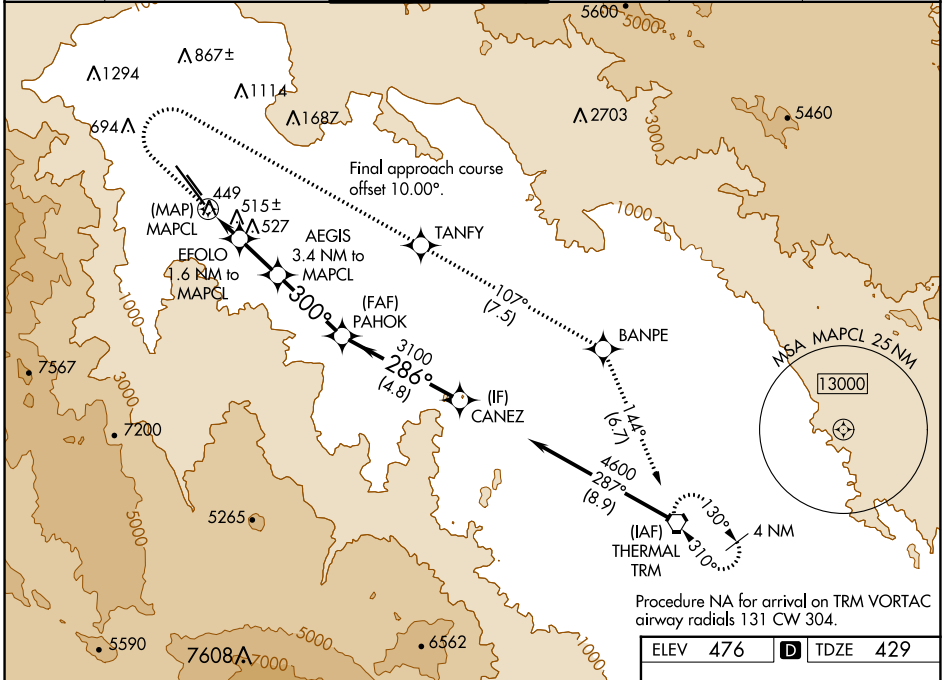 5600
5000
1000
867±
1294
1114
1687
694
2703
5460
3000
Final approach course
offset 10.00°.
449
515±
527
(MAP)
MAPCL
TANFY
1000
EFOLO
1.6 NM to
MAPCL
AEGIS
3.4 NM to
MAPCL
300°
107°
(7.5)
(FAF)
PAHOK
BANPE
1000
3100
286°
(4.8)
MSA MAPCL 25 NM
13000
7567
3000
(IF)
CANEZ
7200
144°
(6.7)
4600
287°
(8.9)
5000
5265
130°
310°
4 NM
(IAF)
THERMAL
TRM
Procedure NA for arrival on TRM VORTAC
airway radials 131 CW 304.
5590
7608
7000
5000
3000
6562
1000
ELEV 476 D TDZE 429